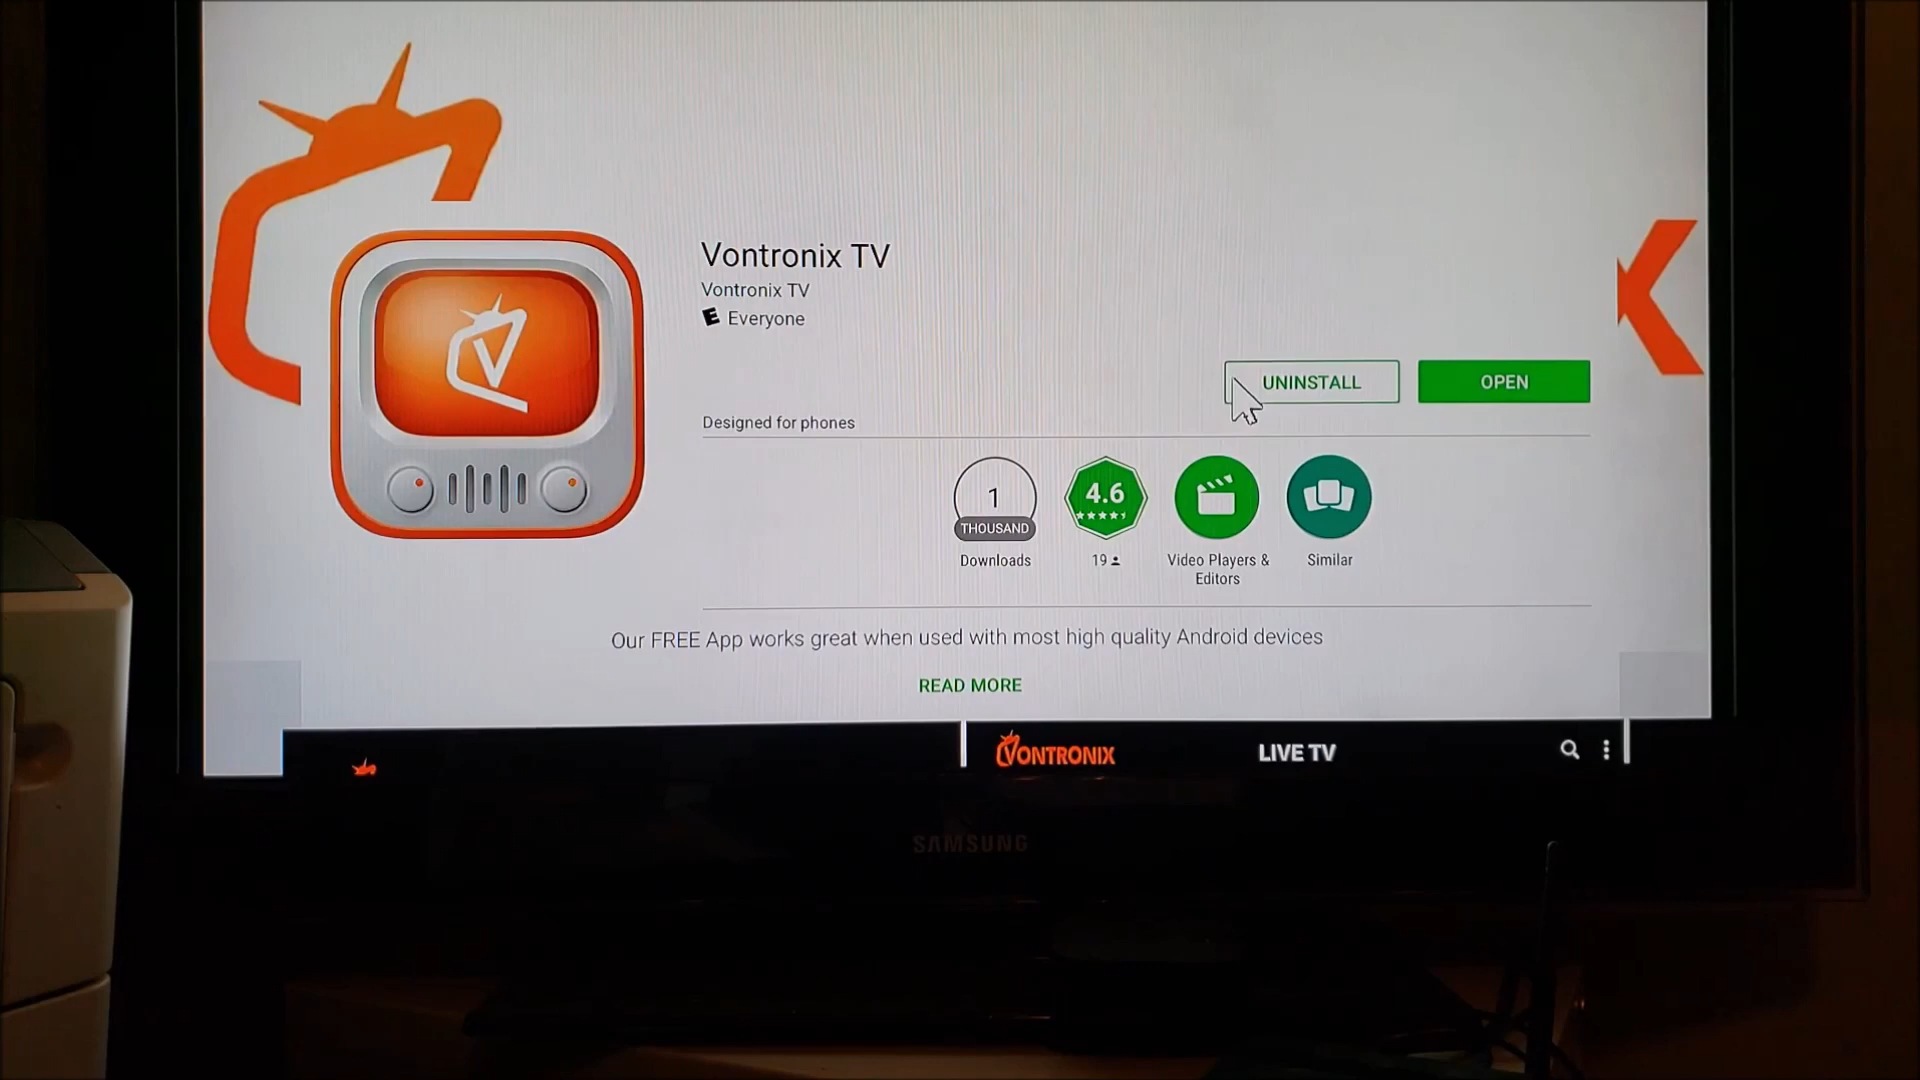 Vontronix TV
Vontronix TV
E Everyone
UNINSTALL
OPEN
Designed for phones
1
THOUSAND
Downloads
4.6
19
Video Players &
Editors
Similar
Our FREE App works great when used with most high quality Android devices
READ MORE
VONTRONIX
LIVE TV
SAMSUNG